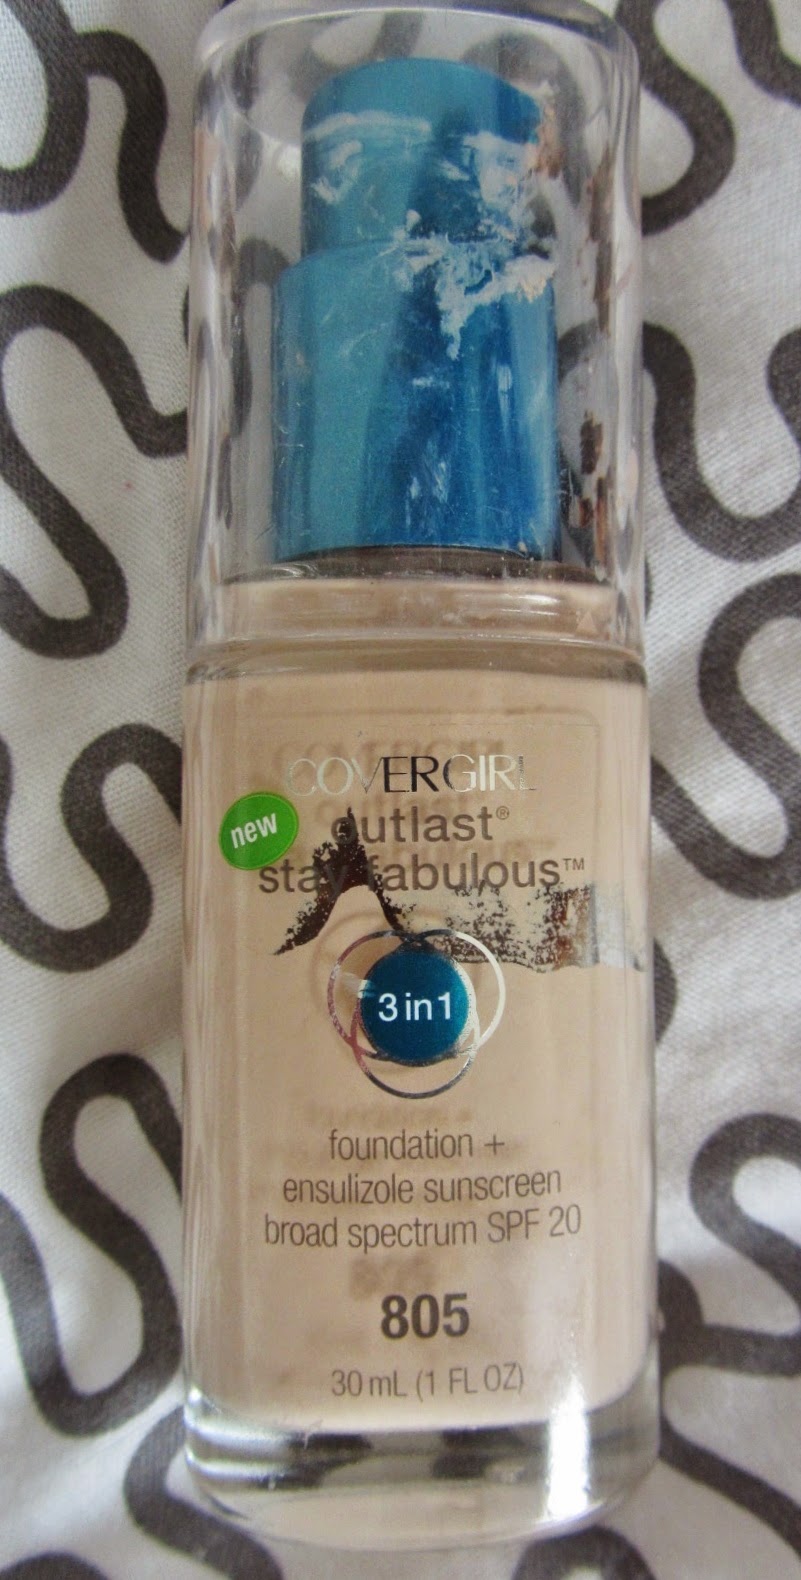 COVERGIRL
outlast®
new
stay fabulous™
3 in 1
foundation +
ensulizole sunscreen
broad spectrum SPF 20
805
30 mL (1 FL OZ)